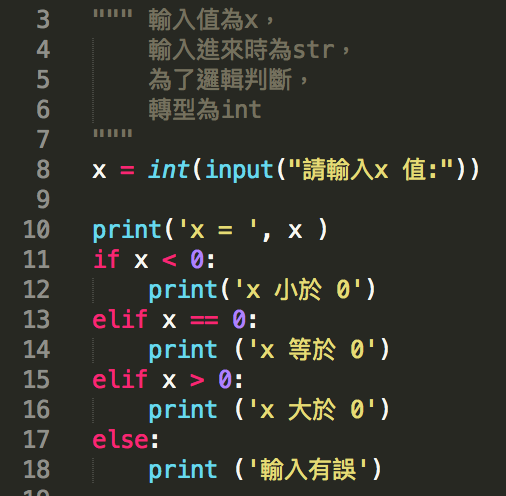 3 """ 輸入值為x，
4 輸入進來時為str，
5 為了邏輯判斷，
6 轉型為int
7 """
8 x = int(input("請輸入x 值:"))
9
10 print('x = ', x )
11 if x < 0:
12 print('x 小於 0')
13 elif x == 0:
14 print ('x 等於 0')
15 elif x > 0:
16 print ('x 大於 0')
17 else:
18 print ('輸入有誤')